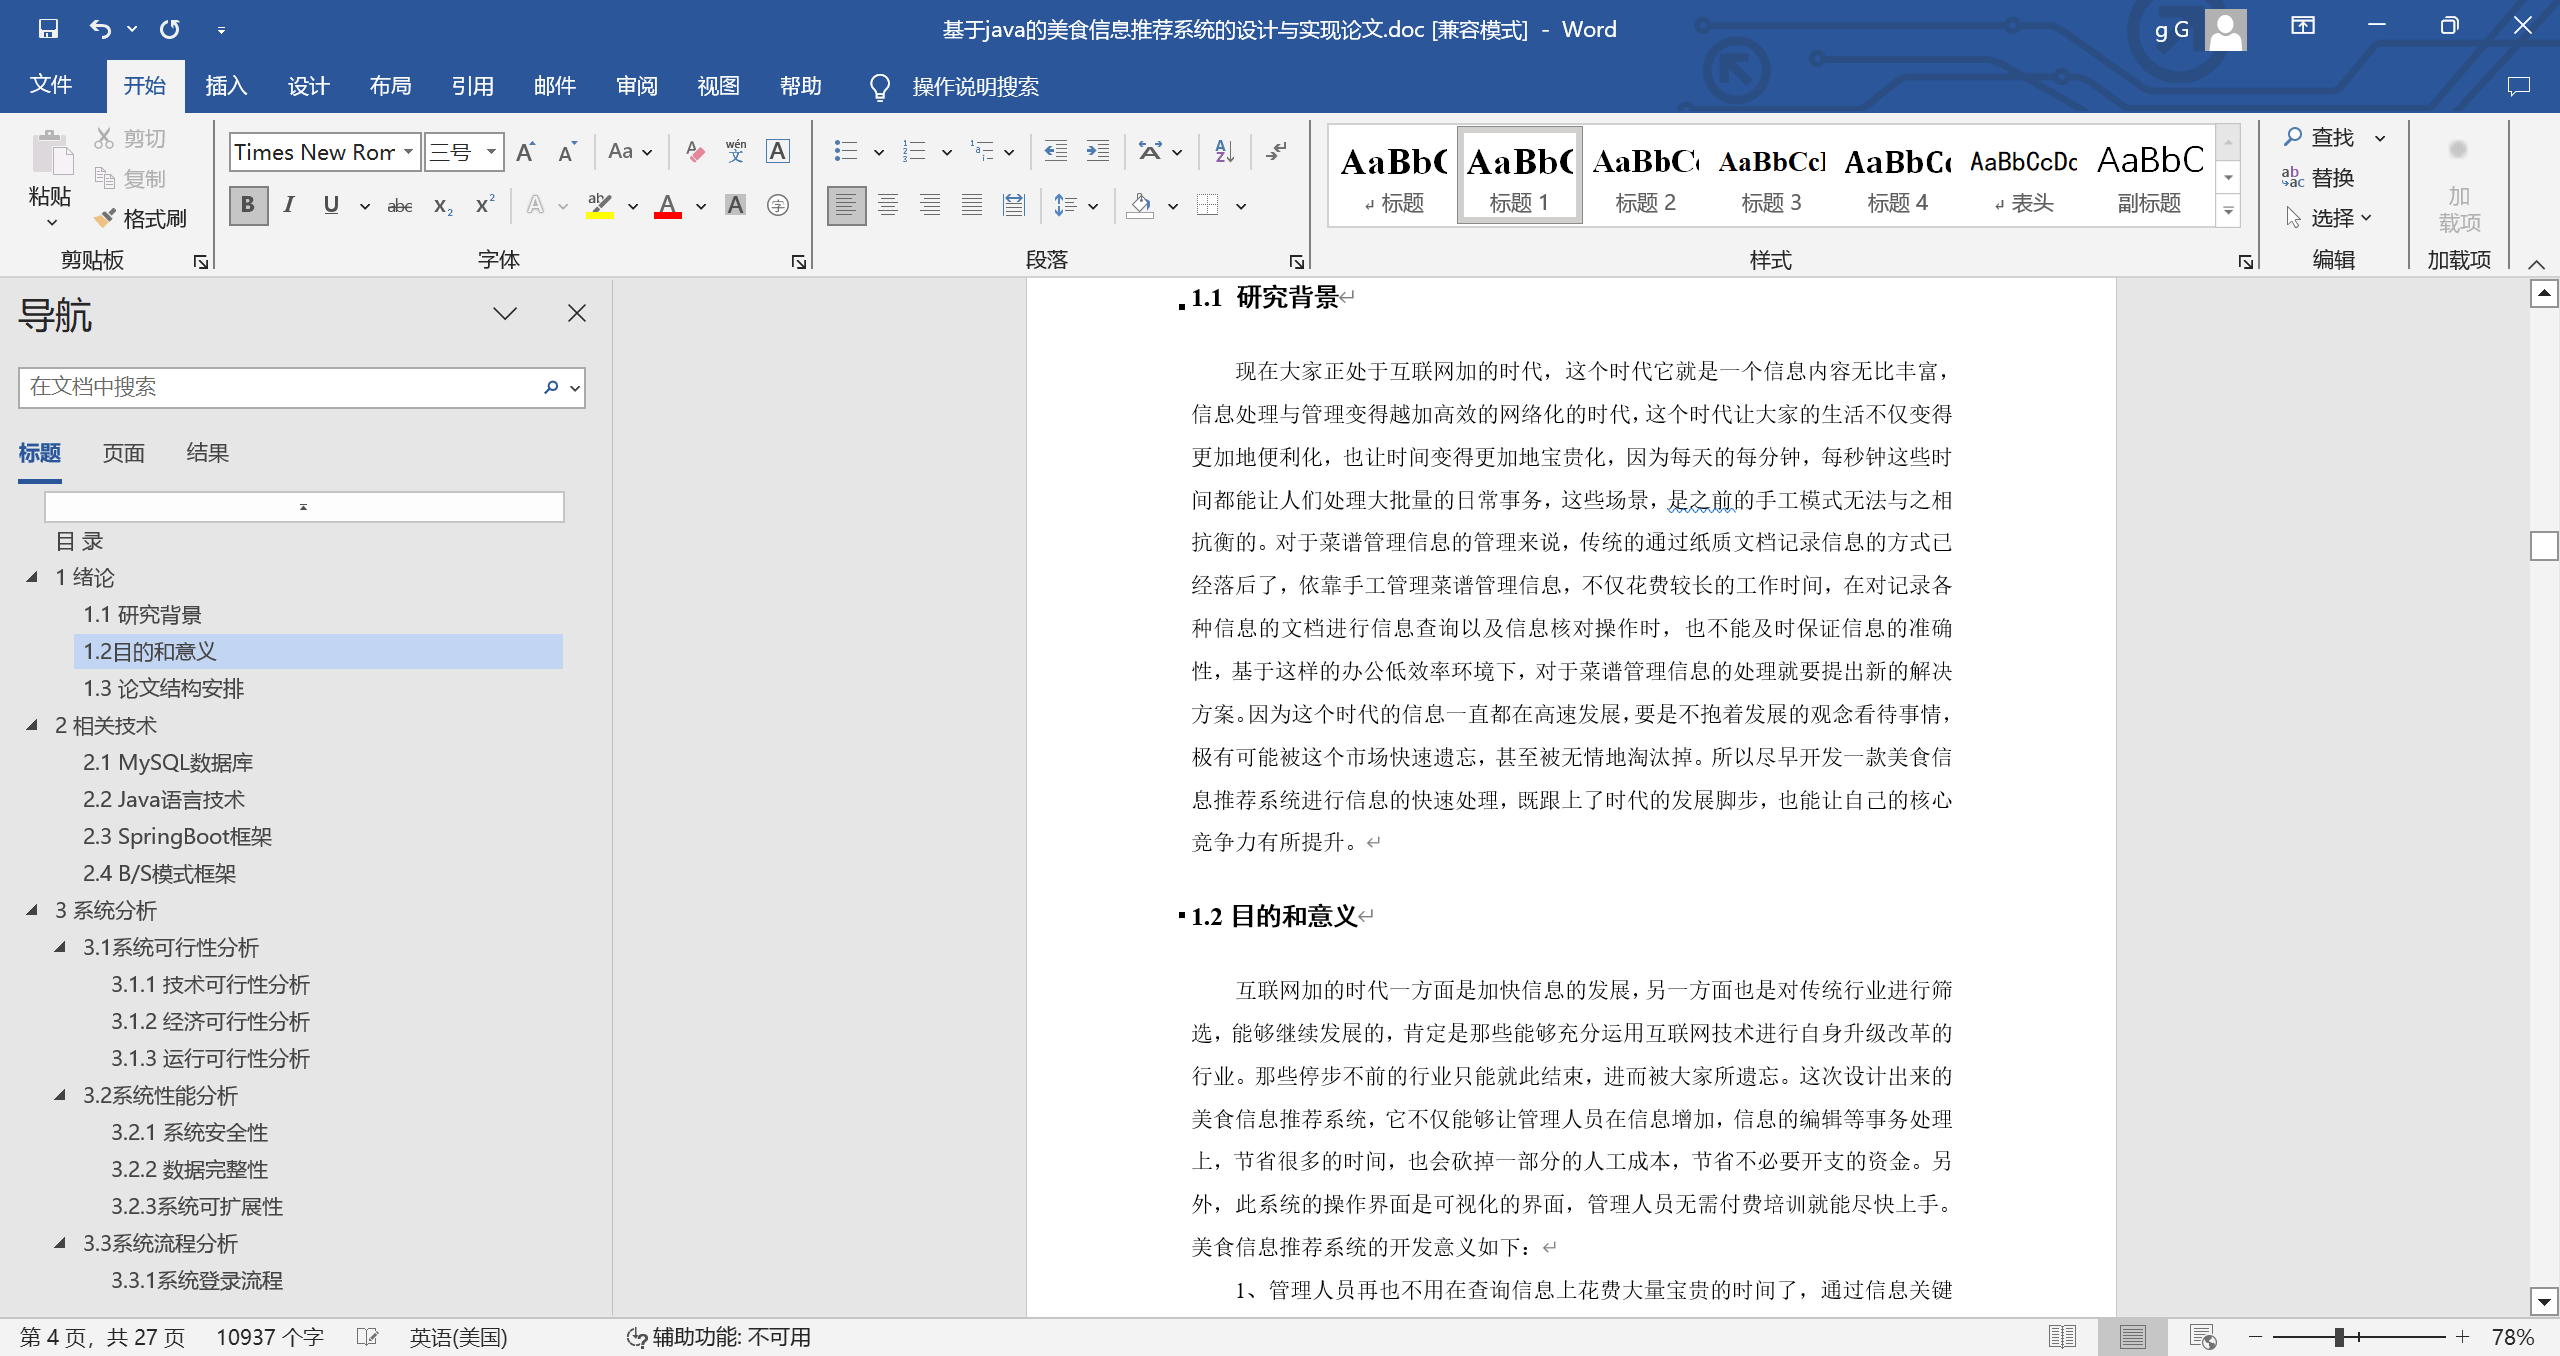 基于java的美食信息推荐系统的设计与实现论文.doc [兼容模式] - Word
g G
文件 开始 插入 设计 布局 引用 邮件 审阅 视图 帮助 操作说明搜索
粘贴 剪切 复制 格式刷
Times New Ror 三号 Aa wén 文 A
B I U abc X₂ X² A ab A A 字
AaBbC AaBbC AaBbC AaBbCcI AaBbCc AaBbCcDc AaBbC
标题 标题 1 标题 2 标题 3 标题 4 表头 副标题
查找 替换 选择
加载项
剪贴板 字体 段落 样式 编辑 加载项
导航
在文档中搜索
标题 页面 结果
目 录
1 绪论
1.1 研究背景
1.2目的和意义
1.3 论文结构安排
2 相关技术
2.1 MySQL数据库
2.2 Java语言技术
2.3 SpringBoot框架
2.4 B/S模式框架
3 系统分析
3.1系统可行性分析
3.1.1 技术可行性分析
3.1.2 经济可行性分析
3.1.3 运行可行性分析
3.2系统性能分析
3.2.1 系统安全性
3.2.2 数据完整性
3.2.3系统可扩展性
3.3系统流程分析
3.3.1系统登录流程
1.1 研究背景
现在大家正处于互联网加的时代，这个时代它就是一个信息内容无比丰富，
信息处理与管理变得越加高效的网络化的时代，这个时代让大家的生活不仅变得
更加地便利化，也让时间变得更加地宝贵化，因为每天的每分钟，每秒钟这些时
间都能让人们处理大批量的日常事务，这些场景，是之前的手工模式无法与之相
抗衡的。对于菜谱管理信息的管理来说，传统的通过纸质文档记录信息的方式已
经落后了，依靠手工管理菜谱管理信息，不仅花费较长的工作时间，在对记录各
种信息的文档进行信息查询以及信息核对操作时，也不能及时保证信息的准确
性，基于这样的办公低效率环境下，对于菜谱管理信息的处理就要提出新的解决
方案。因为这个时代的信息一直都在高速发展，要是不抱着发展的观念看待事情，
极有可能被这个市场快速遗忘，甚至被无情地淘汰掉。所以尽早开发一款美食信
息推荐系统进行信息的快速处理，既跟上了时代的发展脚步，也能让自己的核心
竞争力有所提升。
1.2 目的和意义
互联网加的时代一方面是加快信息的发展，另一方面也是对传统行业进行筛
选，能够继续发展的，肯定是那些能够充分运用互联网技术进行自身升级改革的
行业。那些停步不前的行业只能就此结束，进而被大家所遗忘。这次设计出来的
美食信息推荐系统，它不仅能够让管理人员在信息增加，信息的编辑等事务处理
上，节省很多的时间，也会砍掉一部分的人工成本，节省不必要开支的资金。另
外，此系统的操作界面是可视化的界面，管理人员无需付费培训就能尽快上手。
美食信息推荐系统的开发意义如下：
1、管理人员再也不用在查询信息上花费大量宝贵的时间了，通过信息关键
第 4 页，共 27 页 10937 个字 英语(美国) 辅助功能: 不可用 78%